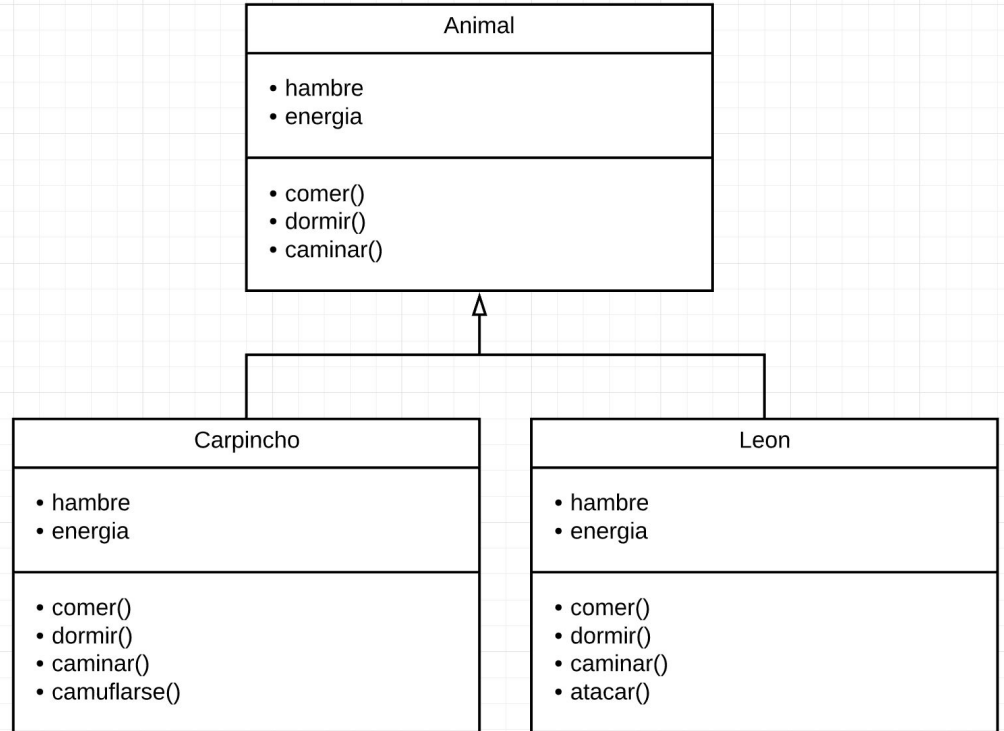 Animal
• hambre
• energia
• comer()
• dormir()
• caminar()
Carpincho
• hambre
• energia
• comer()
• dormir()
• caminar()
• camuflarse()
Leon
• hambre
• energia
• comer()
• dormir()
• caminar()
• atacar()